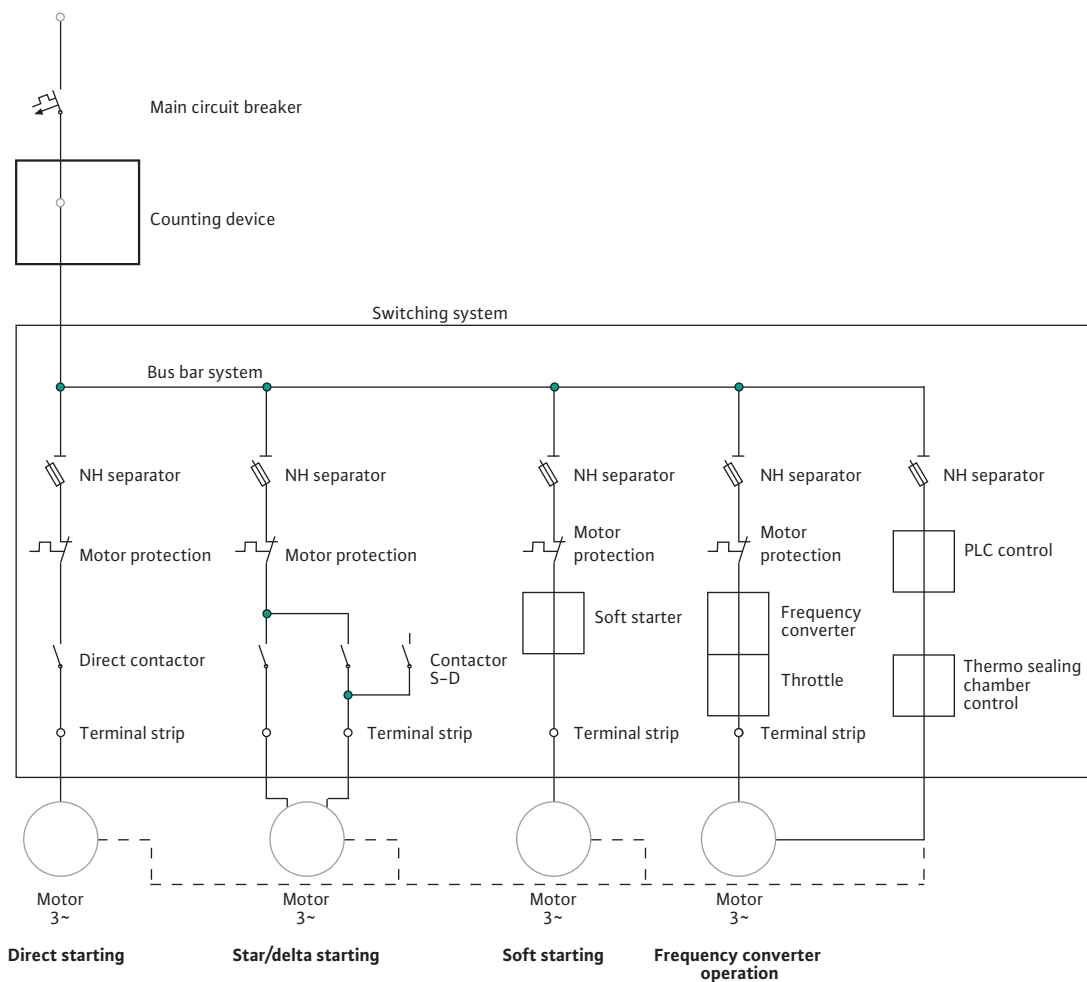 Main circuit breaker
Counting device
Switching system
Bus bar system
NH separator
NH separator
NH separator
NH separator
NH separator
Motor protection
Motor protection
Motor
protection
Motor
protection
PLC control
Soft starter
Frequency
converter
Direct contactor
Contactor
S–D
Throttle
Thermo sealing
chamber
control
Terminal strip
Terminal strip
Terminal strip
Terminal strip
Motor
3~
Motor
3~
Motor
3~
Motor
3~
Direct starting
Star/delta starting
Soft starting
Frequency converter
operation